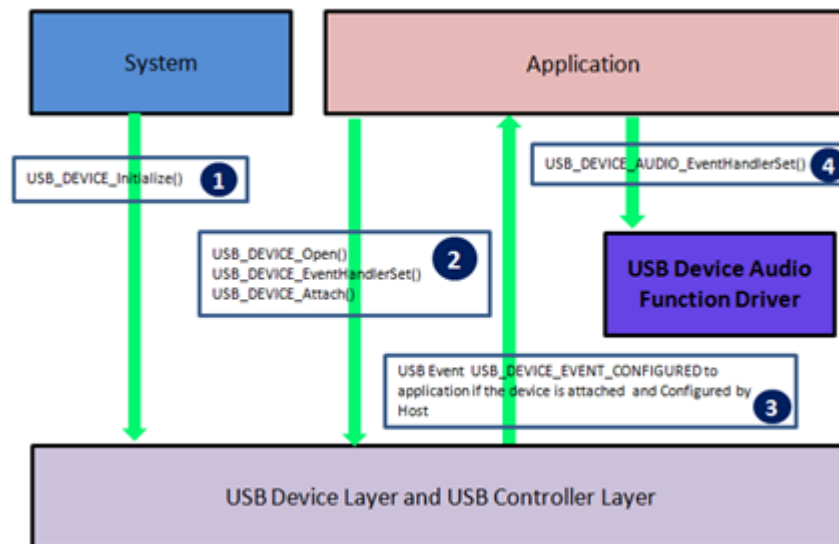 System
Application
USB_DEVICE_Initialize()
1
USB_DEVICE_AUDIO_EventHandlerSet()
4
USB_DEVICE_Open()
USB_DEVICE_EventHandlerSet()
USB_DEVICE_Attach()
2
USB Device Audio
Function Driver
USB Event USB_DEVICE_EVENT_CONFIGURED to
application if the device is attached and Configured by
Host
3
USB Device Layer and USB Controller Layer